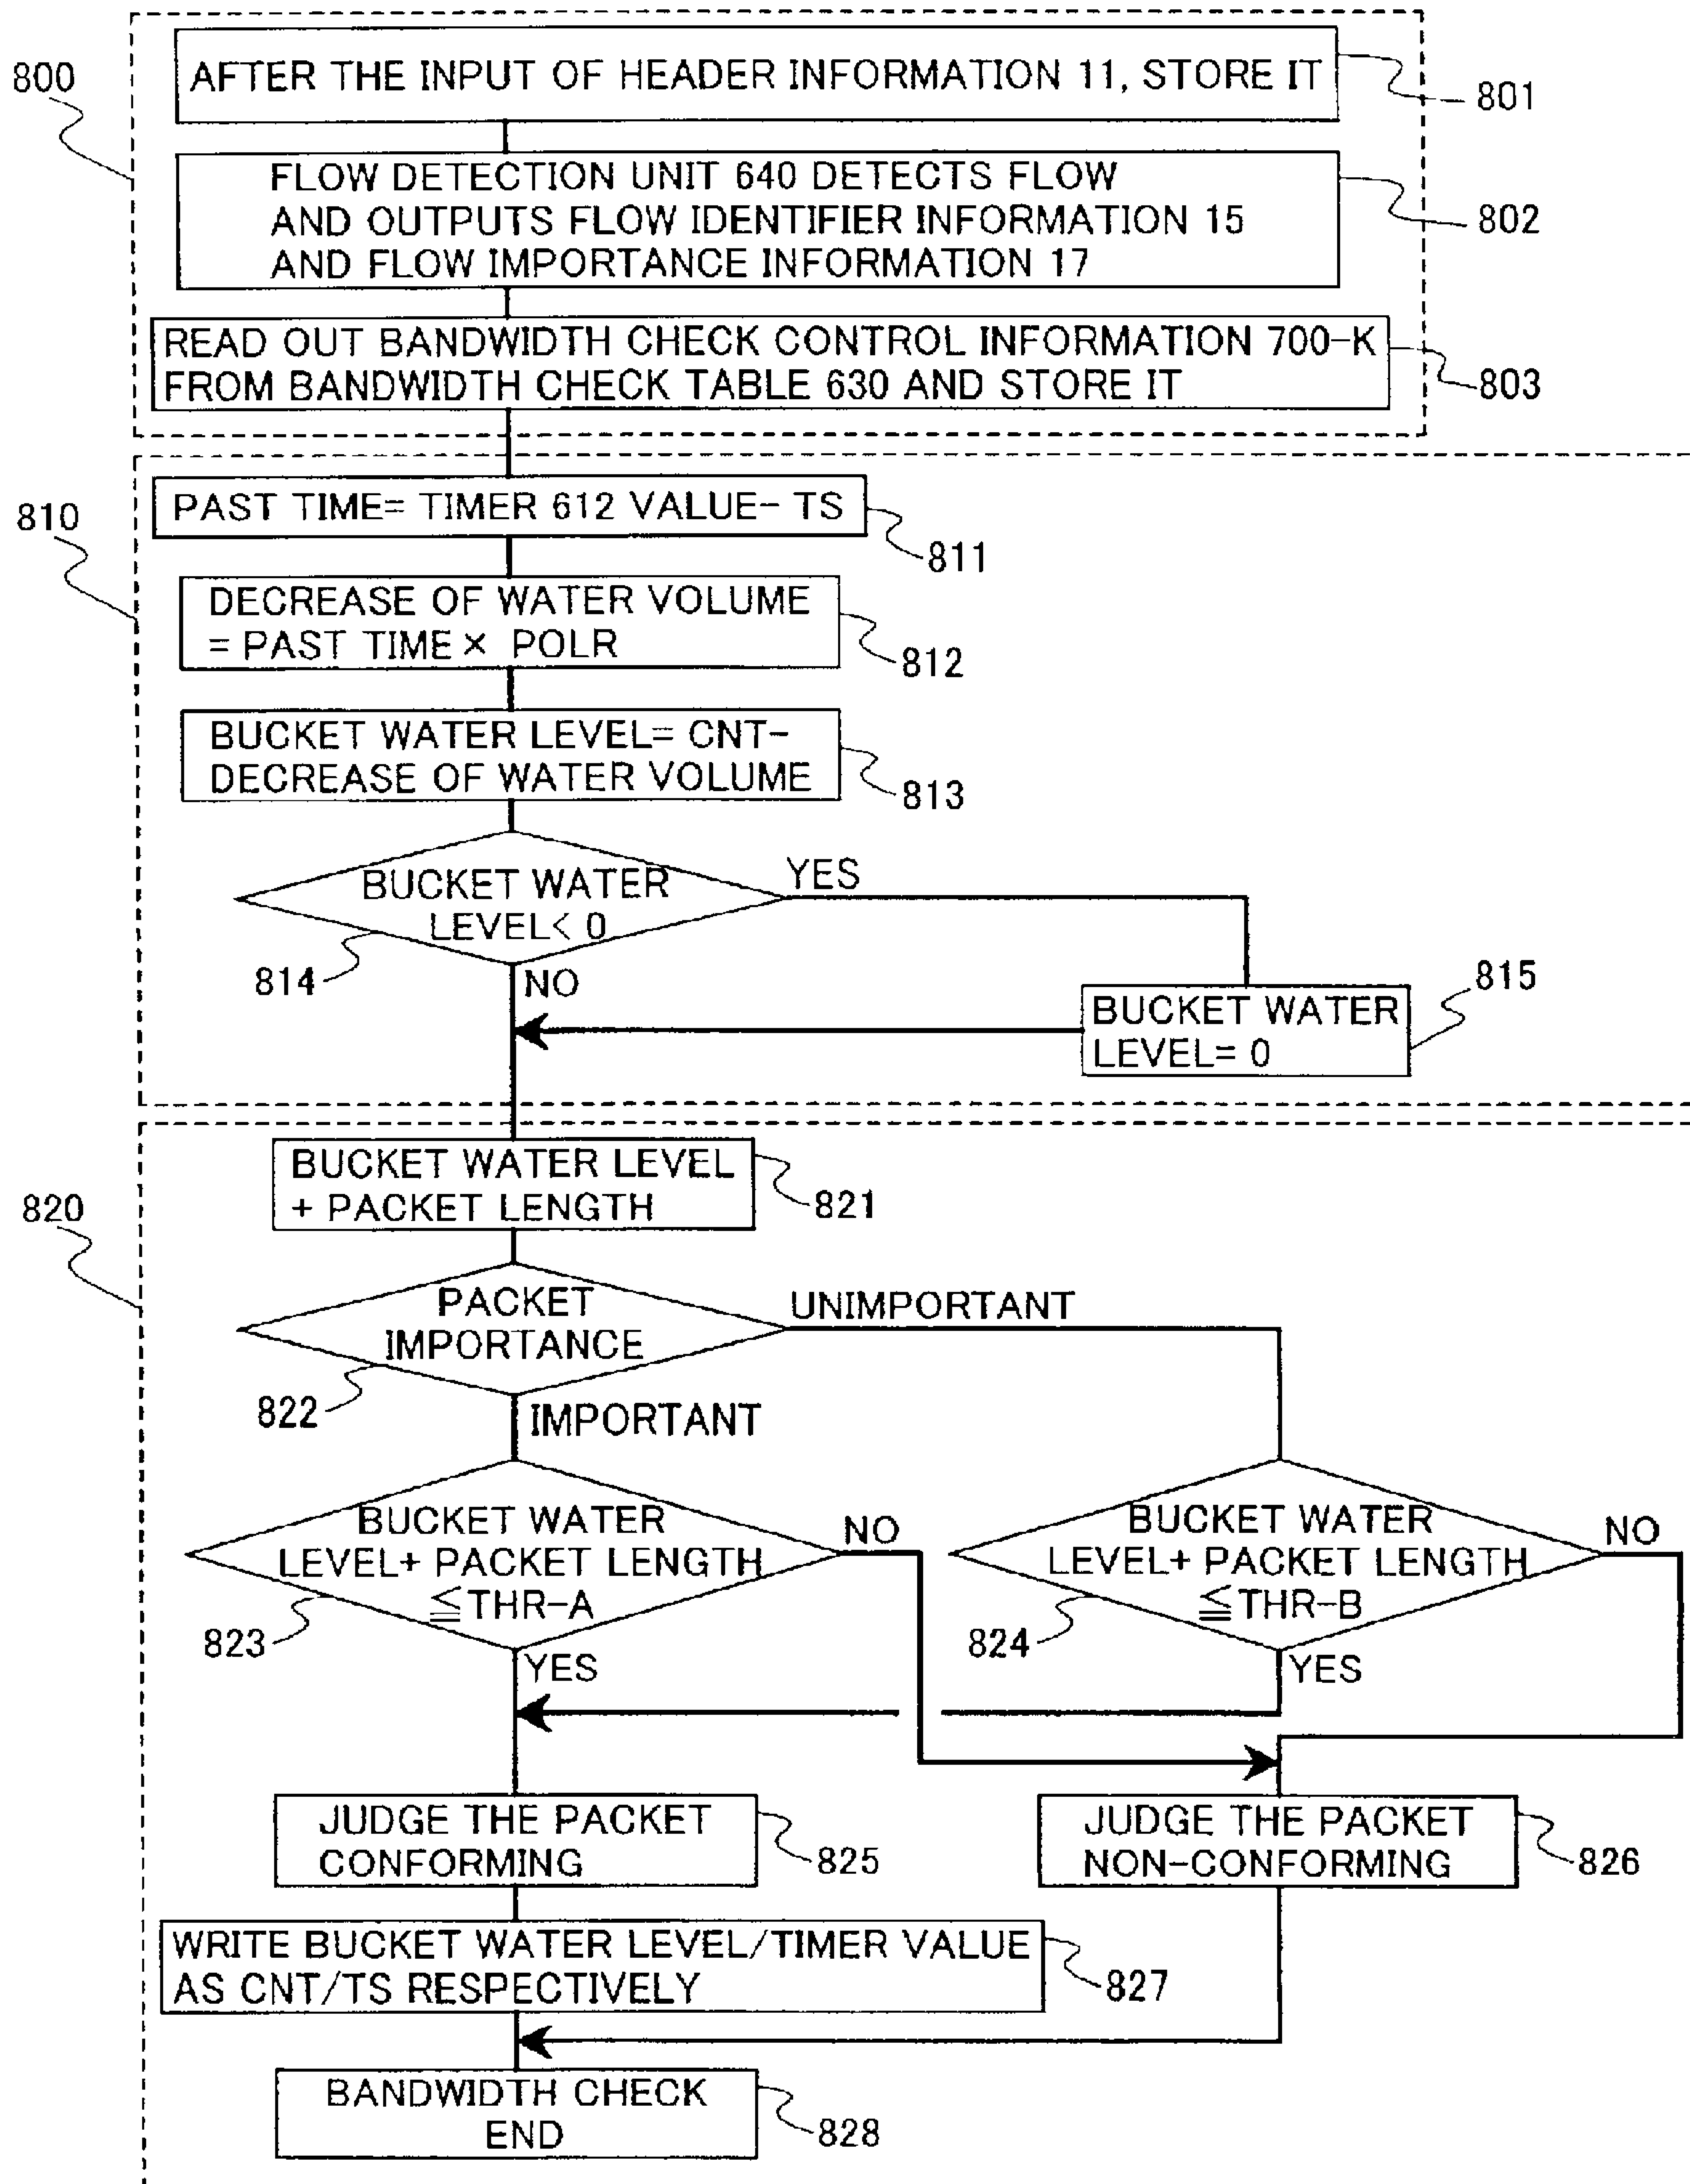 800
AFTER THE INPUT OF HEADER INFORMATION 11, STORE IT
801
FLOW DETECTION UNIT 640 DETECTS FLOW
AND OUTPUTS FLOW IDENTIFIER INFORMATION 15
AND FLOW IMPORTANCE INFORMATION 17
802
READ OUT BANDWIDTH CHECK CONTROL INFORMATION 700-K
FROM BANDWIDTH CHECK TABLE 630 AND STORE IT
803
810
PAST TIME= TIMER 612 VALUE- TS
811
DECREASE OF WATER VOLUME
= PAST TIME× POLR
812
BUCKET WATER LEVEL= CNT-
DECREASE OF WATER VOLUME
813
BUCKET WATER
LEVEL< 0
814
YES
NO
BUCKET WATER
LEVEL= 0
815
820
BUCKET WATER LEVEL
+ PACKET LENGTH
821
PACKET
IMPORTANCE
822
UNIMPORTANT
IMPORTANT
BUCKET WATER
LEVEL+ PACKET LENGTH
≦THR-A
823
NO
YES
BUCKET WATER
LEVEL+ PACKET LENGTH
≦THR-B
824
NO
YES
JUDGE THE PACKET
CONFORMING
825
JUDGE THE PACKET
NON-CONFORMING
826
WRITE BUCKET WATER LEVEL/TIMER VALUE
AS CNT/TS RESPECTIVELY
827
BANDWIDTH CHECK
END
828